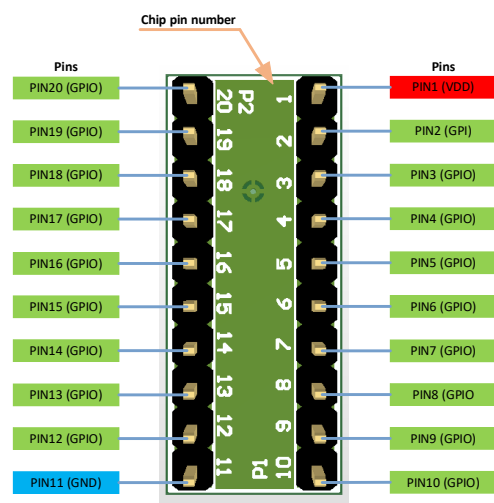 Chip pin number
Pins
Pins
PIN20 (GPIO)
20
P2
1
PIN1 (VDD)
PIN19 (GPIO)
19
2
PIN2 (GPI)
PIN18 (GPIO)
18
3
PIN3 (GPIO)
PIN17 (GPIO)
17
4
PIN4 (GPIO)
PIN16 (GPIO)
16
5
PIN5 (GPIO)
PIN15 (GPIO)
15
6
PIN6 (GPIO)
PIN14 (GPIO)
14
7
PIN7 (GPIO)
PIN13 (GPIO)
13
8
PIN8 (GPIO
PIN12 (GPIO)
12
9
PIN9 (GPIO)
PIN11 (GND)
11
P1
10
PIN10 (GPIO)